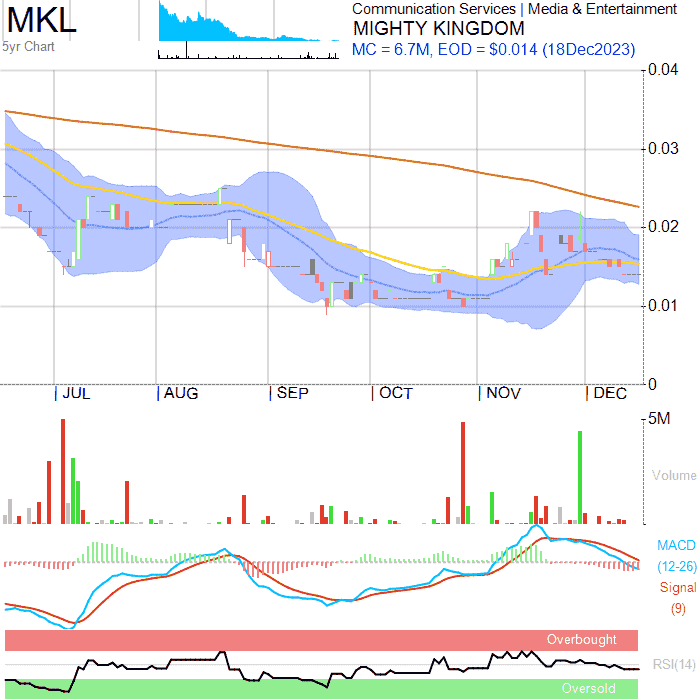 MKL
5yr Chart
Communication Services | Media & Entertainment
MIGHTY KINGDOM
MC = 6.7M, EOD = $0.014 (18Dec2023)
0.04
0.03
0.02
0.01
0
JUL AUG SEP OCT NOV DEC
5M
Volume
MACD
(12-26)
Signal
(9)
Overbought
RSI(14)
Oversold